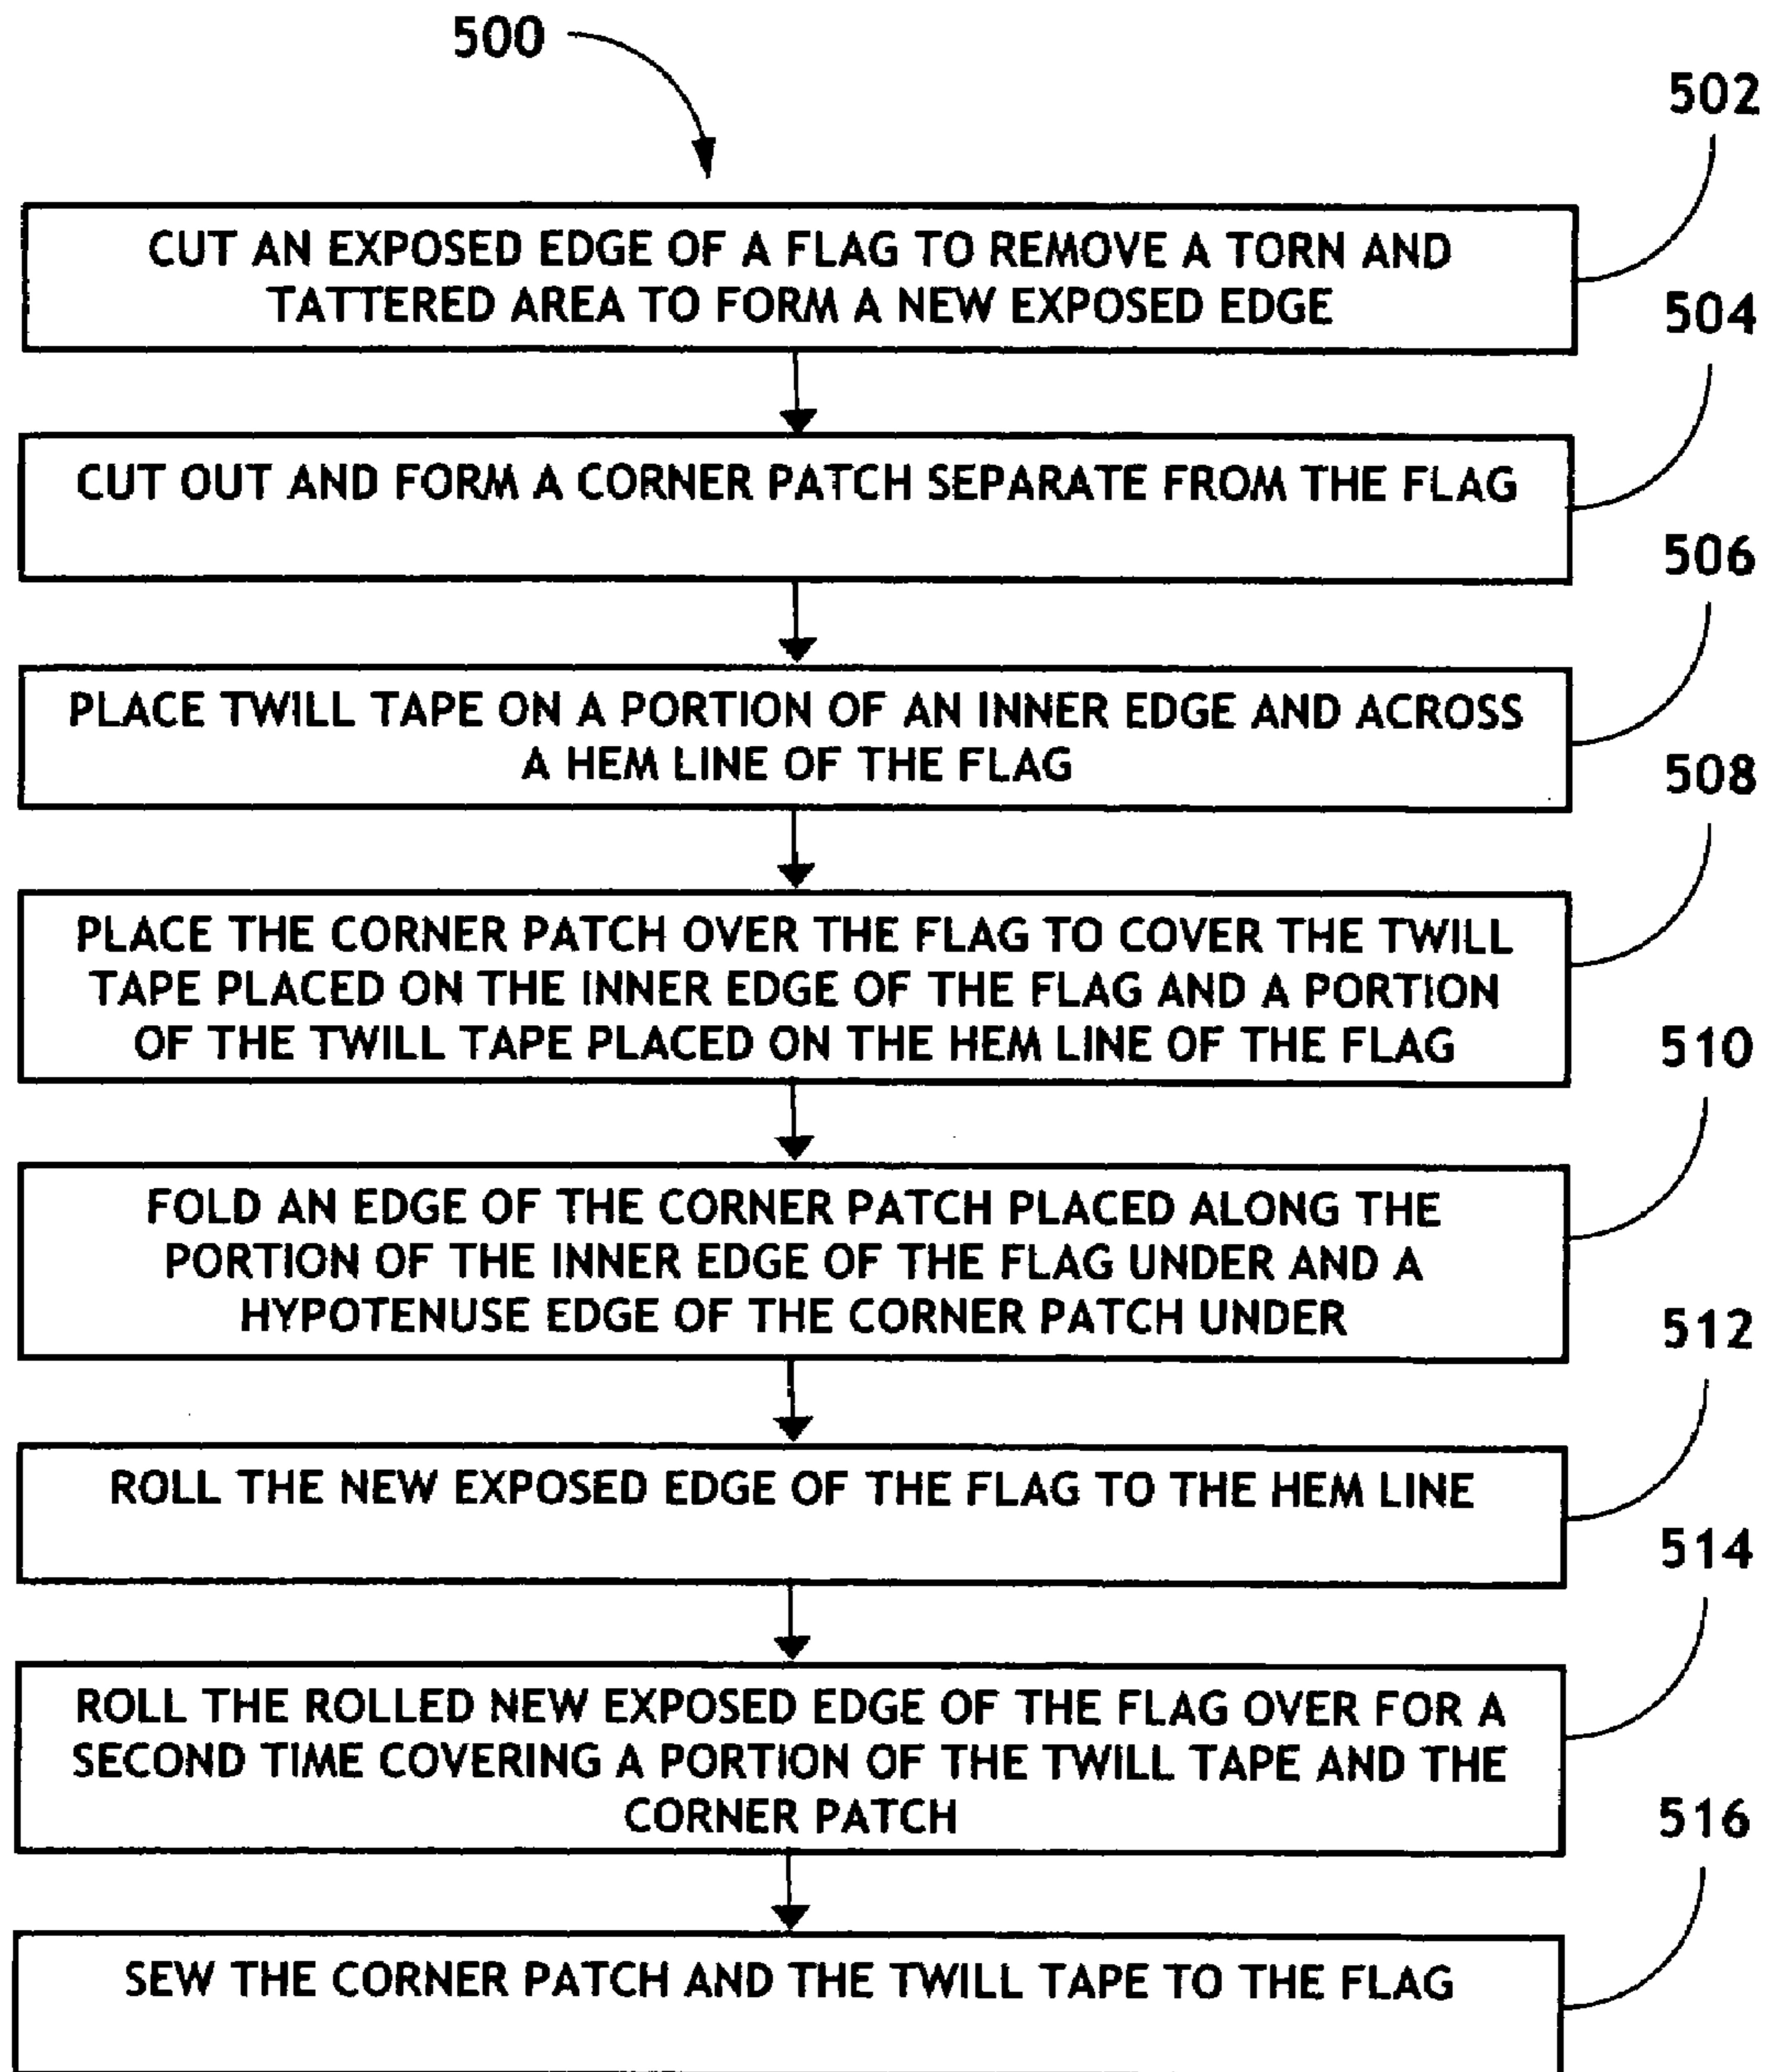 500
502
CUT AN EXPOSED EDGE OF A FLAG TO REMOVE A TORN AND
TATTERED AREA TO FORM A NEW EXPOSED EDGE
504
CUT OUT AND FORM A CORNER PATCH SEPARATE FROM THE FLAG
506
PLACE TWILL TAPE ON A PORTION OF AN INNER EDGE AND ACROSS
A HEM LINE OF THE FLAG
508
PLACE THE CORNER PATCH OVER THE FLAG TO COVER THE TWILL
TAPE PLACED ON THE INNER EDGE OF THE FLAG AND A PORTION
OF THE TWILL TAPE PLACED ON THE HEM LINE OF THE FLAG
510
FOLD AN EDGE OF THE CORNER PATCH PLACED ALONG THE
PORTION OF THE INNER EDGE OF THE FLAG UNDER AND A
HYPOTENUSE EDGE OF THE CORNER PATCH UNDER
512
ROLL THE NEW EXPOSED EDGE OF THE FLAG TO THE HEM LINE
514
ROLL THE ROLLED NEW EXPOSED EDGE OF THE FLAG OVER FOR A
SECOND TIME COVERING A PORTION OF THE TWILL TAPE AND THE
CORNER PATCH
516
SEW THE CORNER PATCH AND THE TWILL TAPE TO THE FLAG